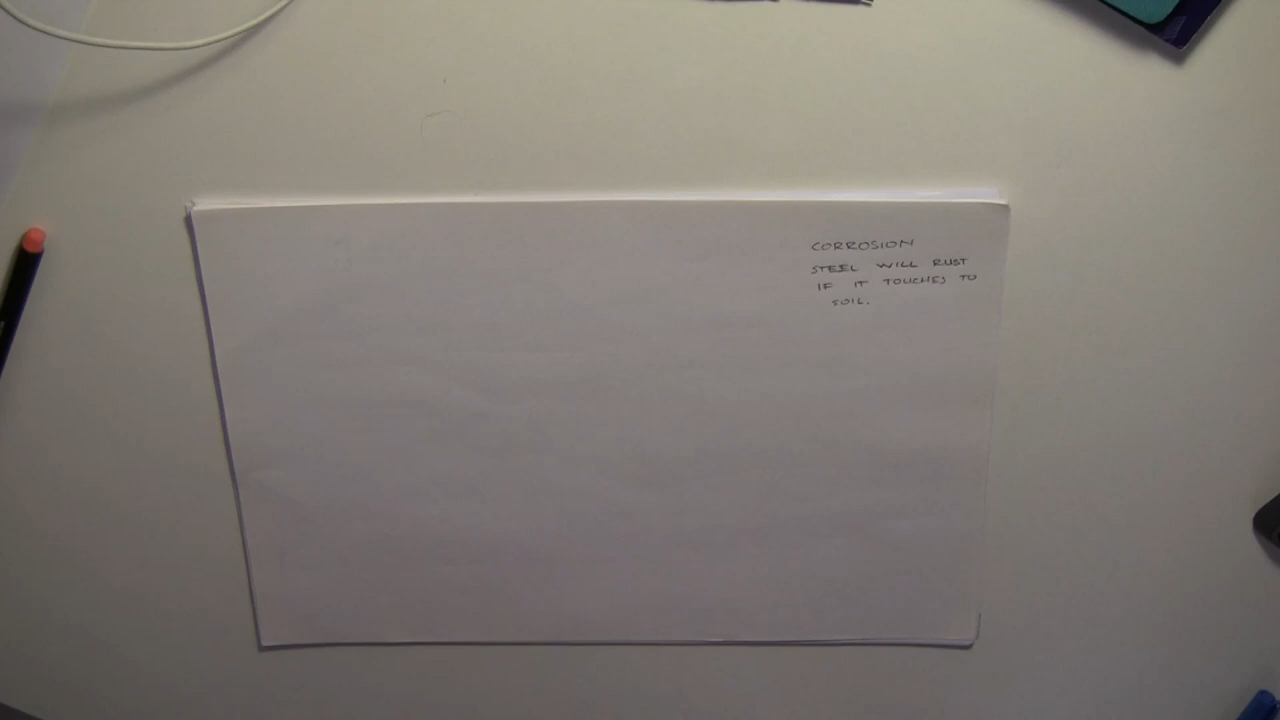 CORROSION
STEEL WILL RUST
IF IT TOUCHES TO
SOIL.